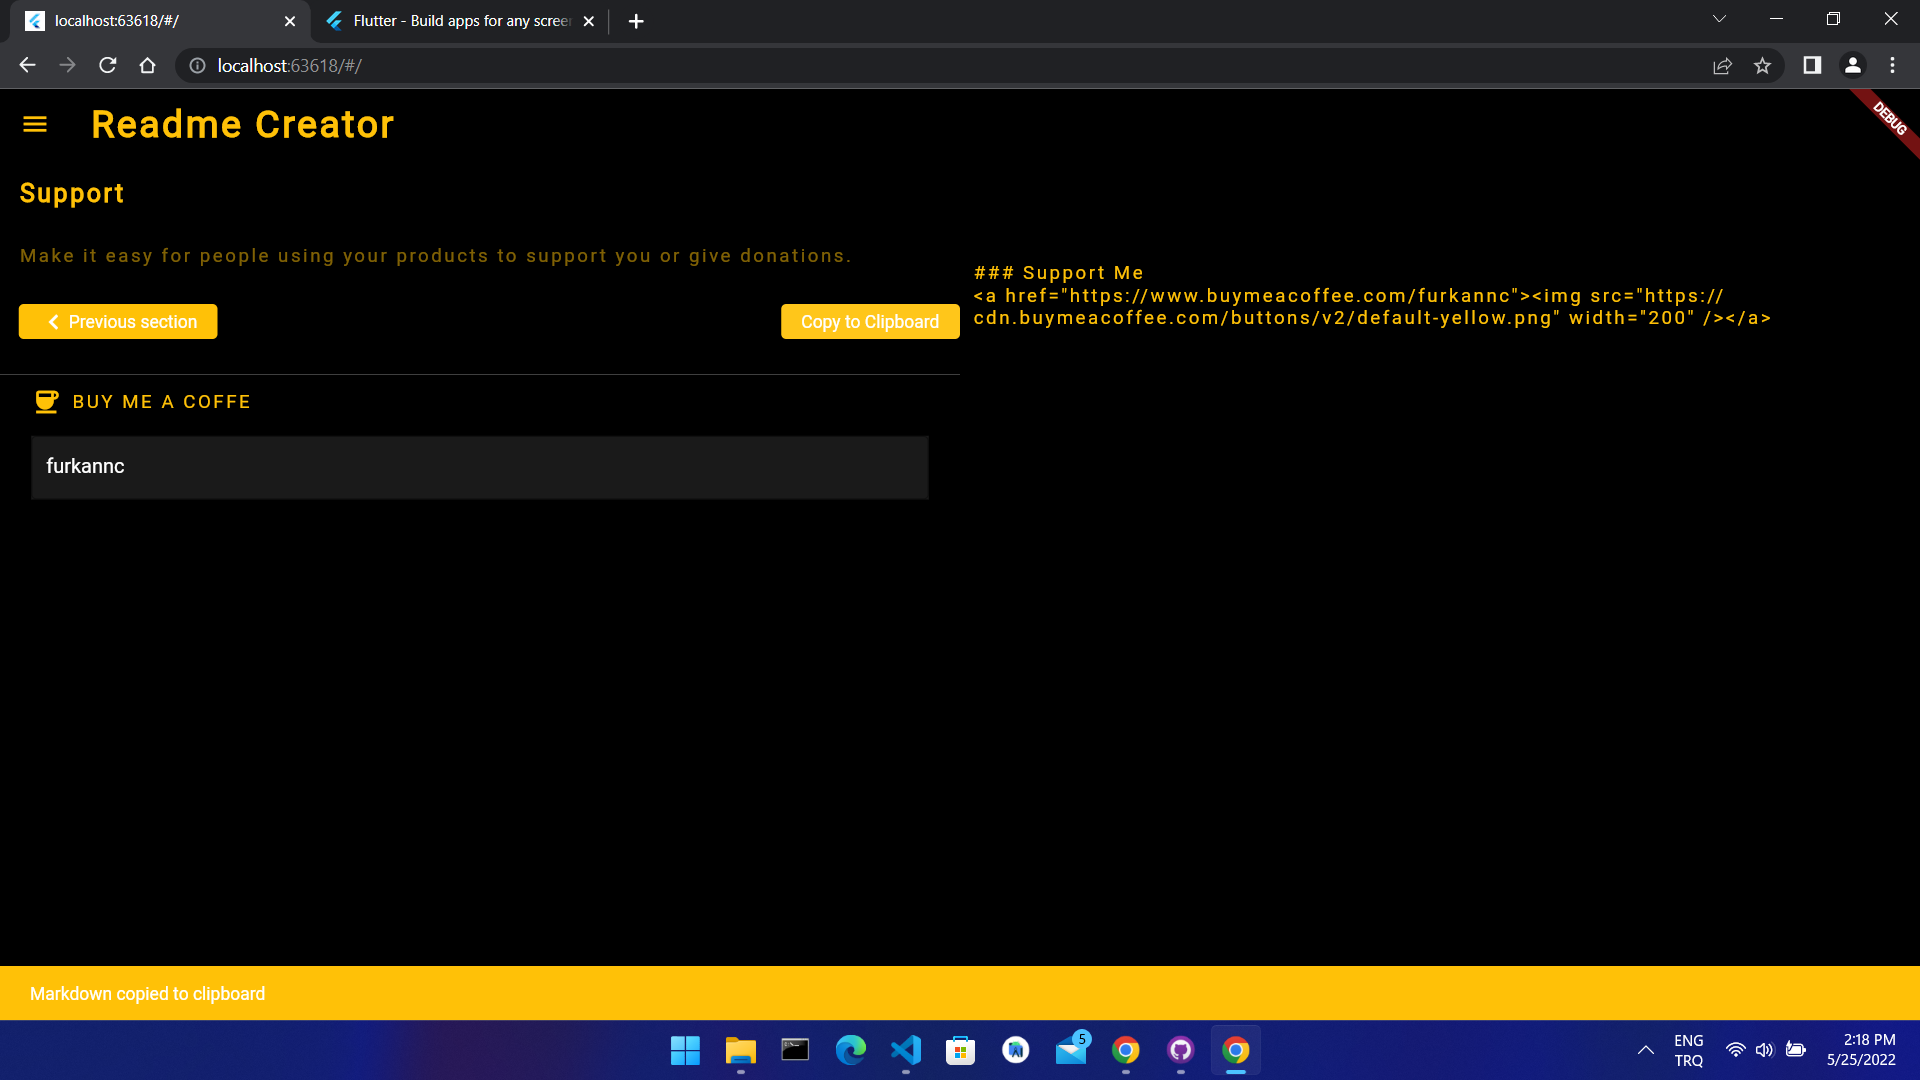 localhost:63618/#/
Flutter - Build apps for any screen
localhost:63618/#/
Readme Creator
DEBUG
Support
Make it easy for people using your products to support you or give donations.
Previous section
Copy to Clipboard
### Support Me
<a href="https://www.buymeacoffee.com/furkannc"><img src="https://
cdn.buymeacoffee.com/buttons/v2/default-yellow.png" width="200" /></a>
BUY ME A COFFE
furkannc
Markdown copied to clipboard
5
ENG
TRQ
2:18 PM
5/25/2022